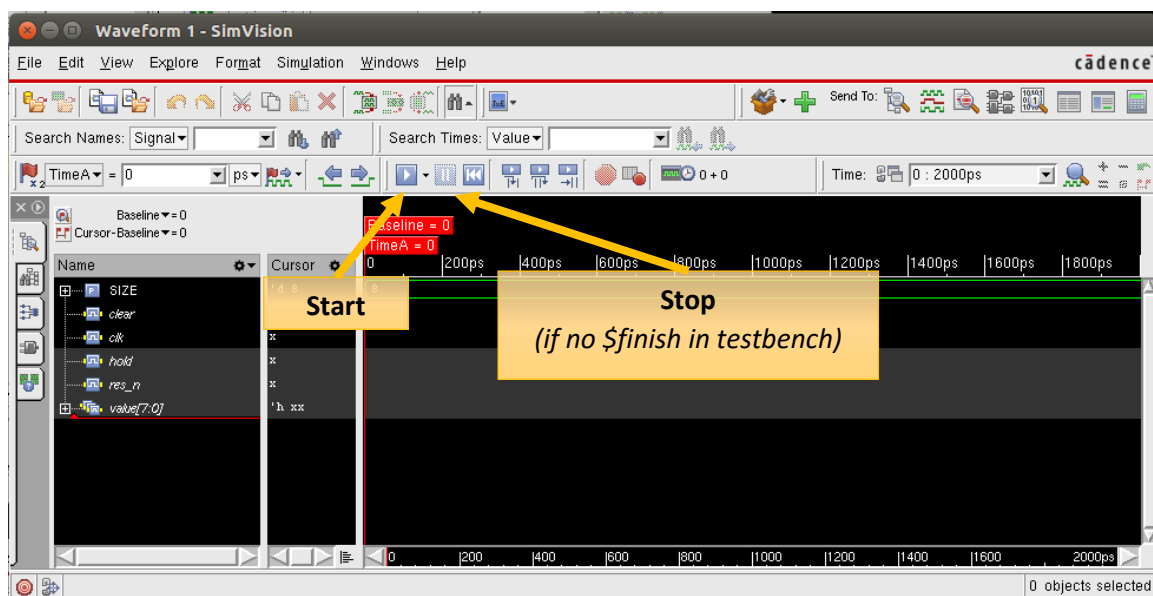 Waveform 1 - SimVision
File Edit View Explore Format Simulation Windows Help
cādence
Send To:
Search Names: Signal
Search Times: Value
x2 TimeA = 0 ps
0 + 0
Time: 0 : 2000ps
Baseline = 0
Cursor-Baseline = 0
Baseline = 0
TimeA = 0
Name
Cursor
0 200ps 400ps 600ps 800ps 1000ps 1200ps 1400ps 1600ps 1800ps
SIZE
'd 8
8
clear
clk
x
hold
x
res_n
x
value[7:0]
'h xx
Start
Stop
(if no $finish in testbench)
0 200 400 600 800 1000 1200 1400 1600 2000ps
0 objects selected